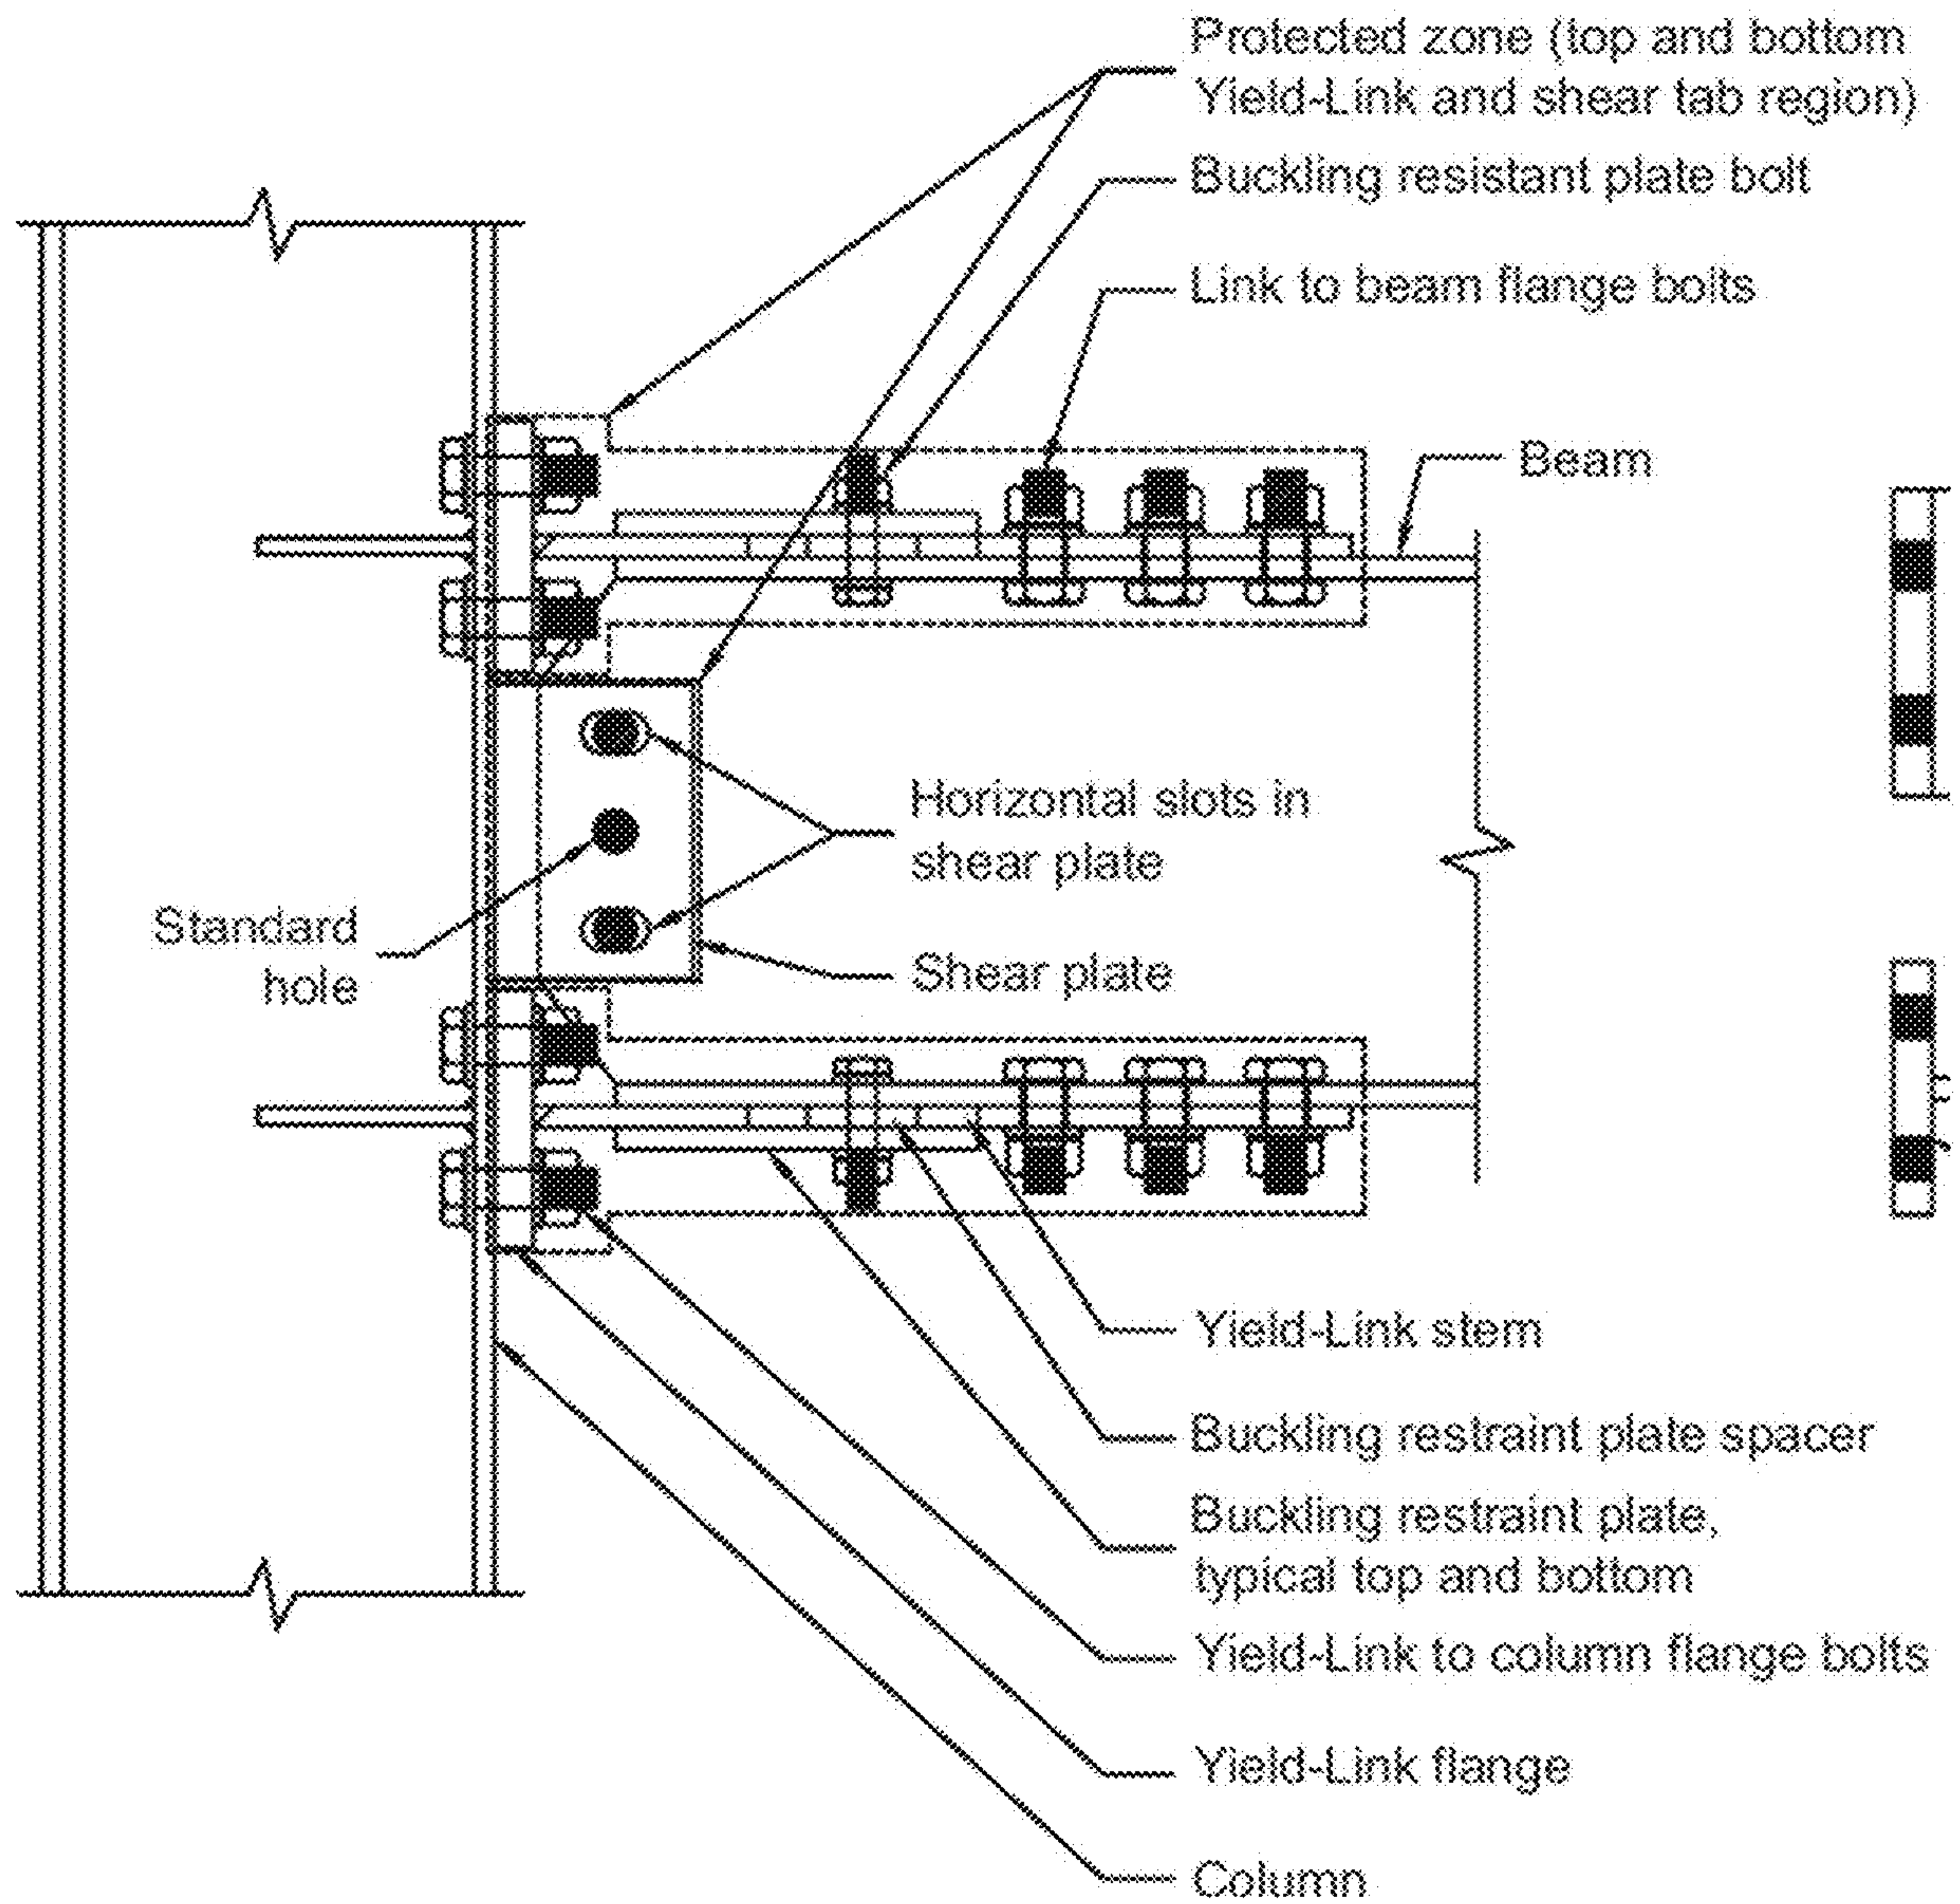 Protected zone (top and bottom
Yield-Link and shear tab region)
Buckling resistant plate bolt
Link to beam flange bolts
Beam
Horizontal slots in
shear plate
Standard
hole
Shear plate
Yield-Link stem
Buckling restraint plate spacer
Buckling restraint plate,
typical top and bottom
Yield-Link to column flange bolts
Yield-Link flange
Column